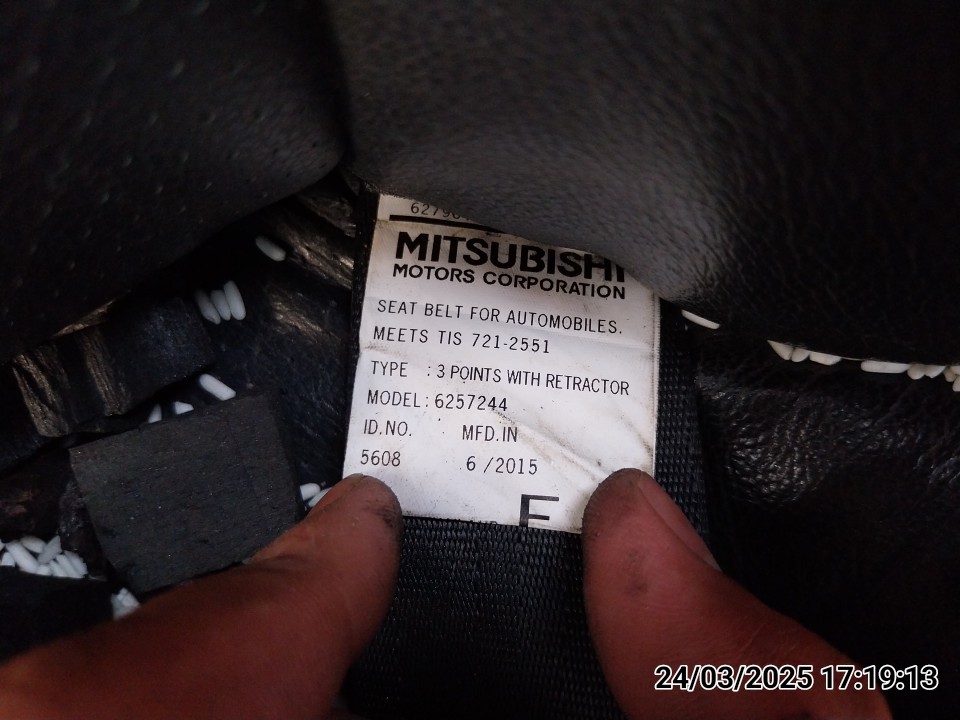 MITSUBISHI
MOTORS CORPORATION
SEAT BELT FOR AUTOMOBILES.
MEETS TIS 721-2551
TYPE : 3 POINTS WITH RETRACTOR
MODEL: 6257244
ID.NO. MFD.IN
5608 6 /2015
24/03/2025 17:19:13